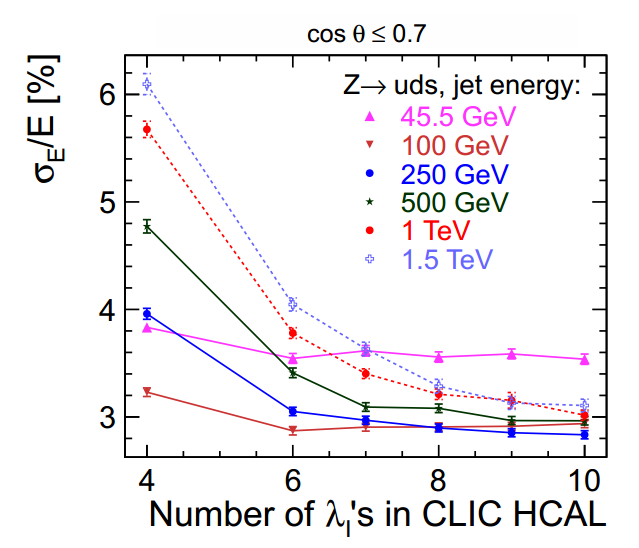 cos θ ≤ 0.7
σE/E [%]
Z→ uds, jet energy:
45.5 GeV
100 GeV
250 GeV
500 GeV
1 TeV
1.5 TeV
6
5
4
3
4 6 8 10
Number of λI's in CLIC HCAL